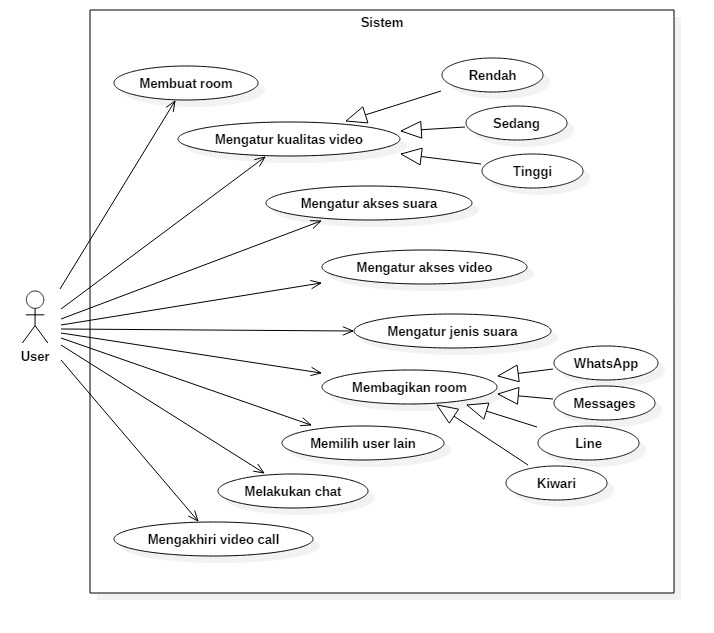 Sistem
Membuat room
Rendah
Mengatur kualitas video
Sedang
Tinggi
Mengatur akses suara
Mengatur akses video
Mengatur jenis suara
User
Membagikan room
WhatsApp
Messages
Line
Memilih user lain
Kiwari
Melakukan chat
Mengakhiri video call